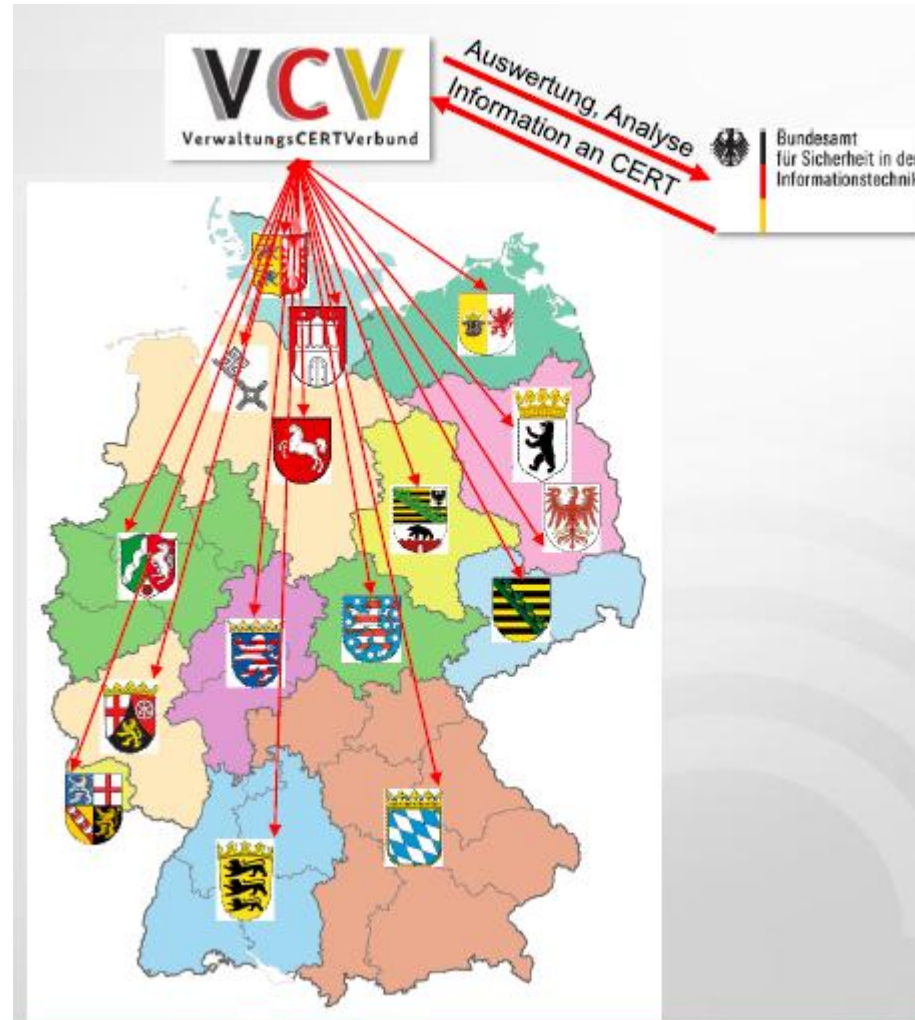 VCV
VerwaltungsCERTVerbund
Auswertung, Analyse
Information an CERT
Bundesamt
für Sicherheit in der
Informationstechnik